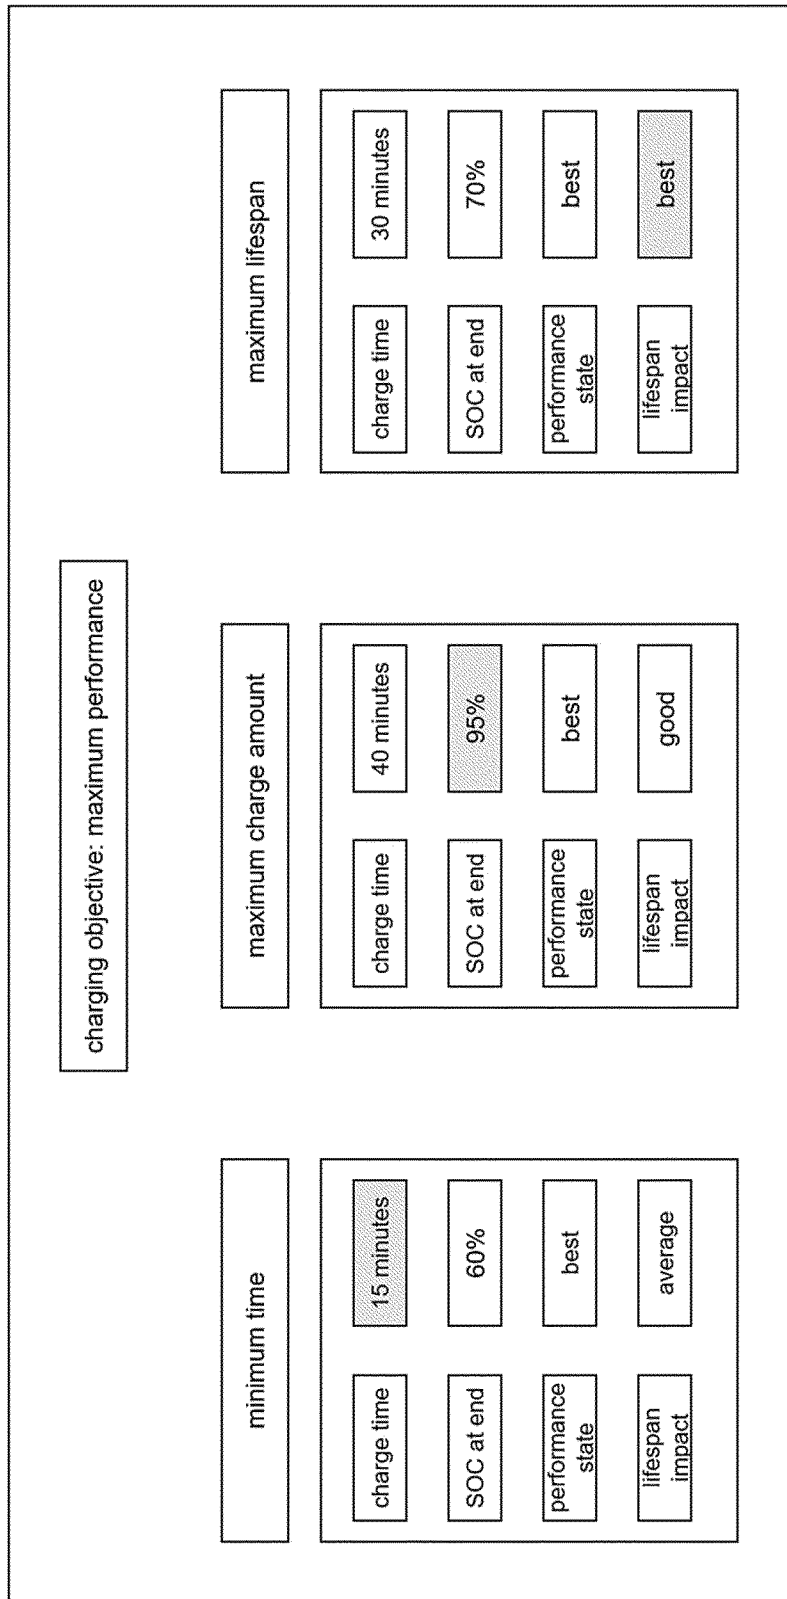 charging objective: maximum performance
minimum time
charge time
15 minutes
SOC at end
60%
performance
state
best
lifespan
impact
average
maximum charge amount
charge time
40 minutes
SOC at end
95%
performance
state
best
lifespan
impact
good
maximum lifespan
charge time
30 minutes
SOC at end
70%
performance
state
best
lifespan
impact
best